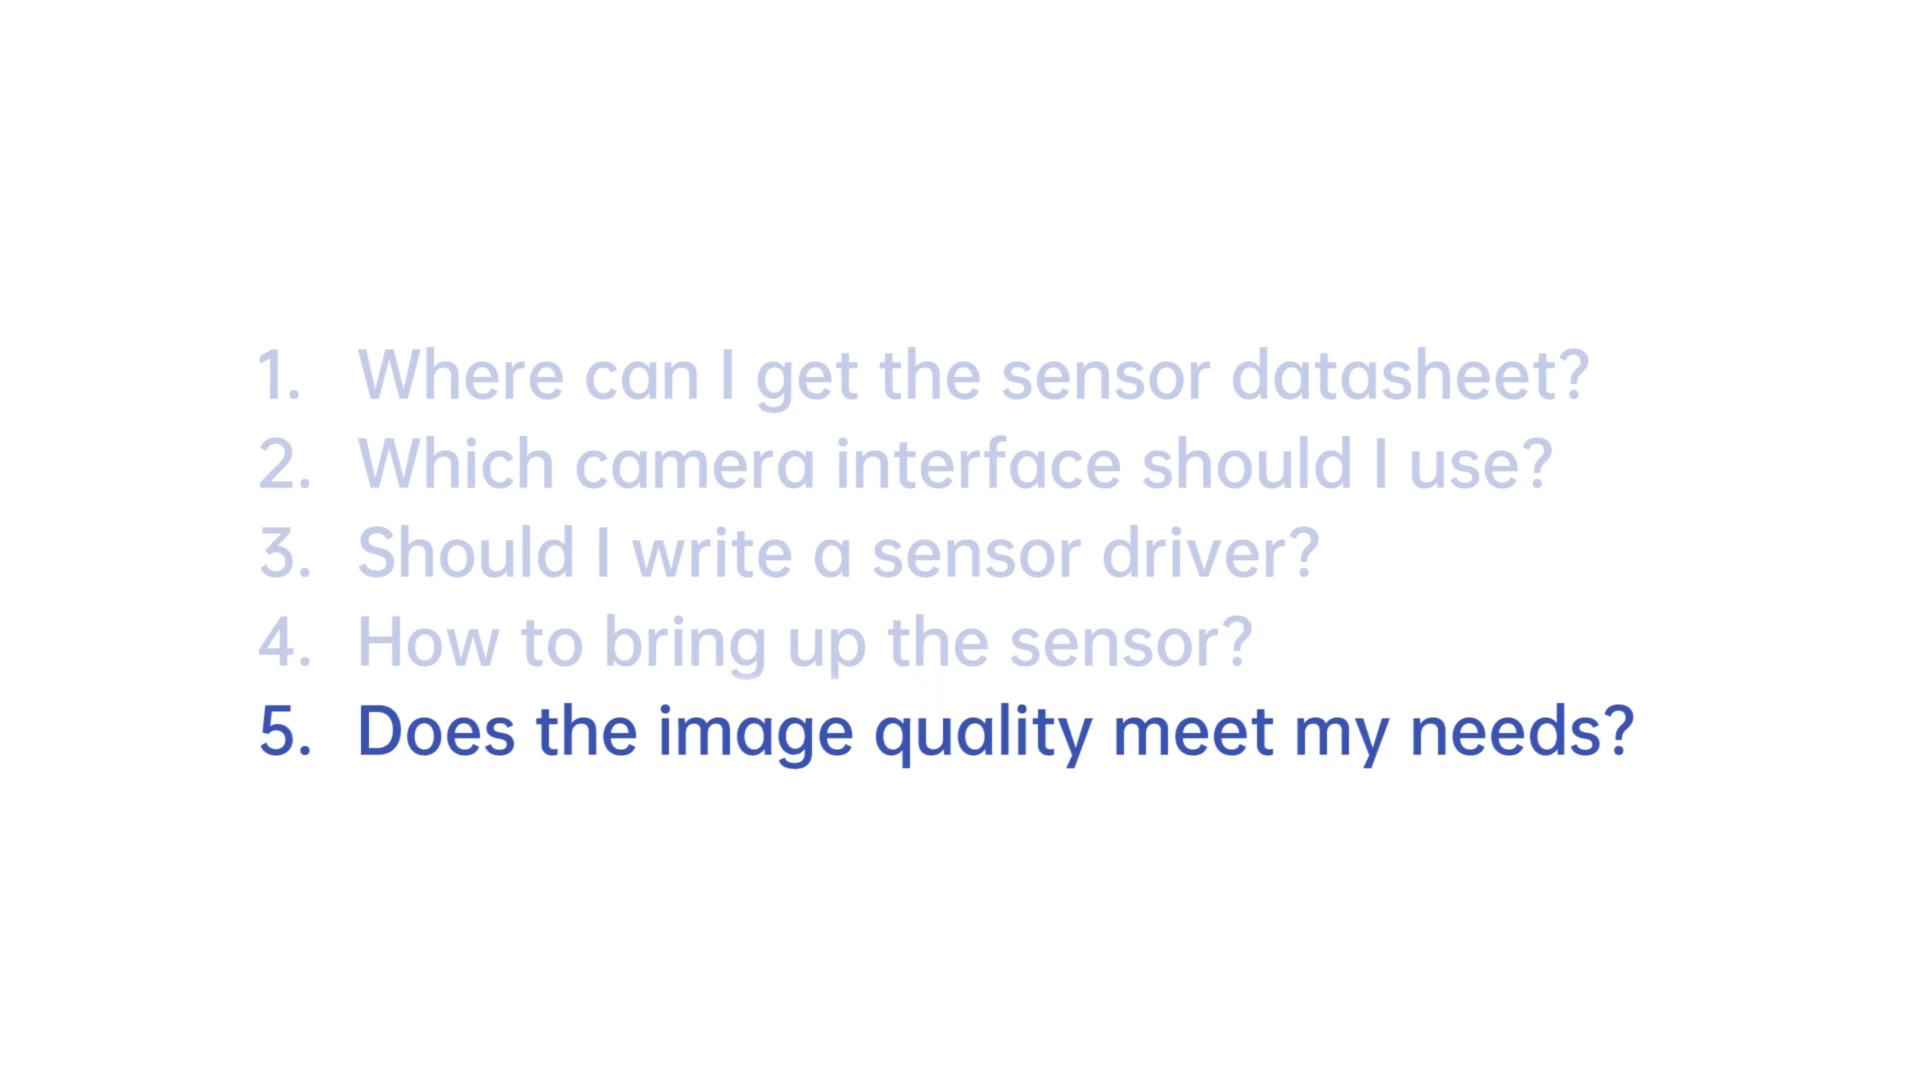 1. Where can I get the sensor datasheet?
2. Which camera interface should I use?
3. Should I write a sensor driver?
4. How to bring up the sensor?
5. Does the image quality meet my needs?